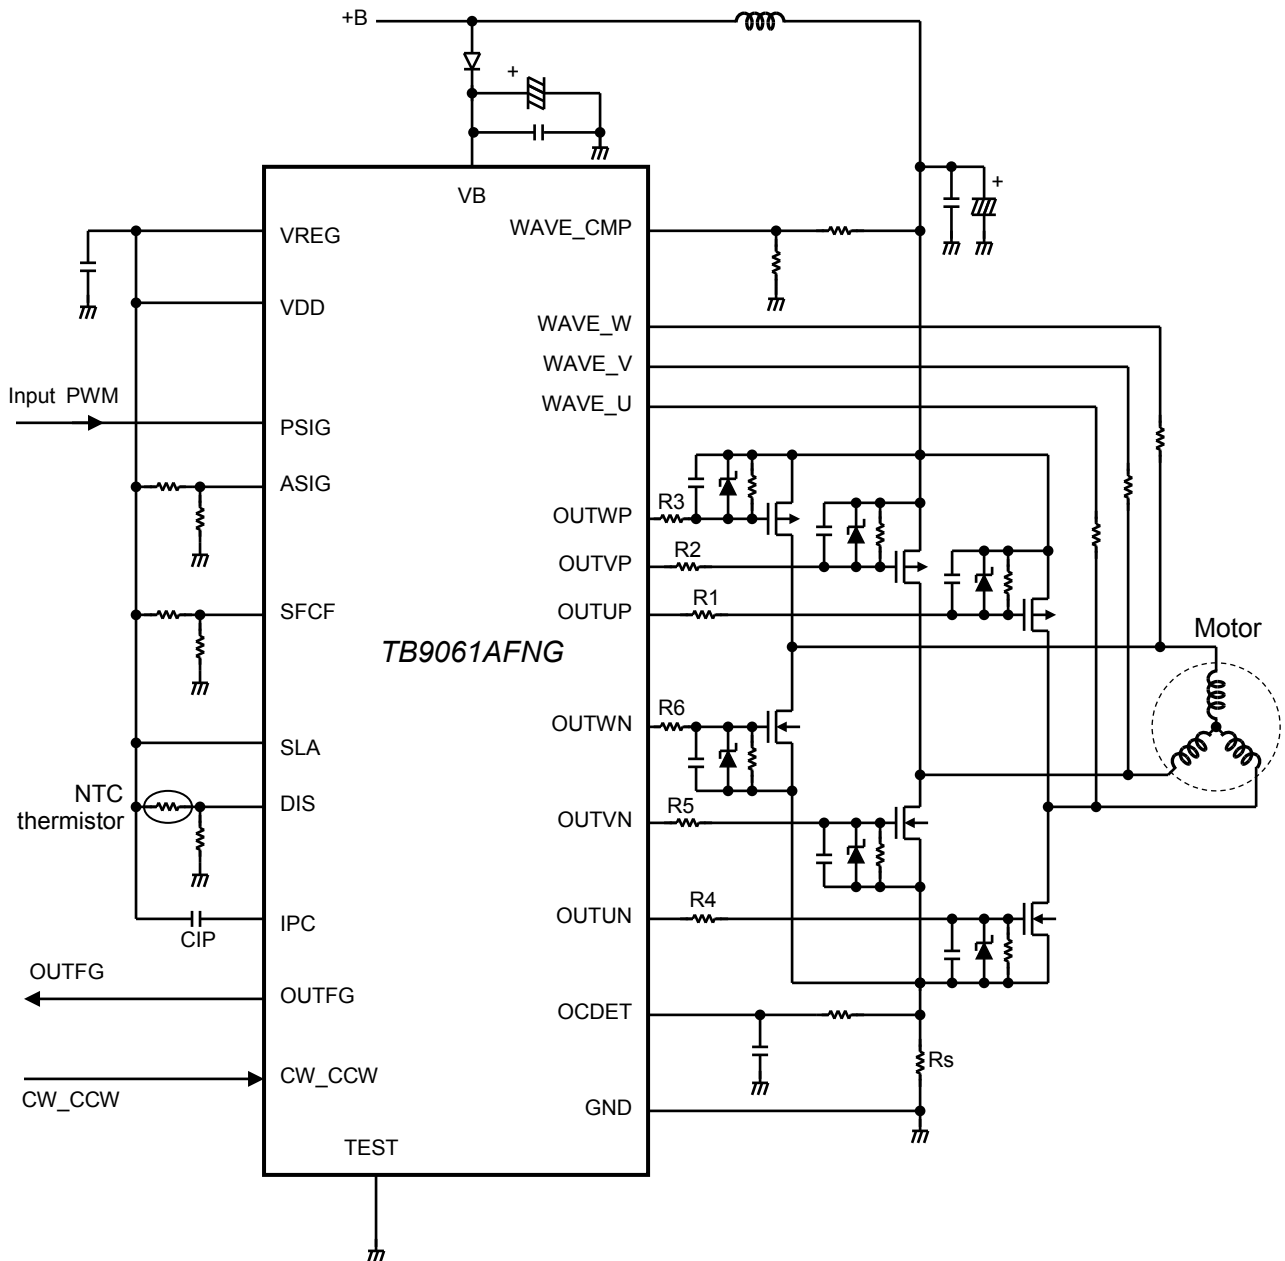 +B
+
VB
+
VREG
WAVE_CMP
VDD
WAVE_W
WAVE_V
Input PWM
WAVE_U
PSIG
ASIG
R3
OUTWP
R2
OUTVP
R1
OUTUP
SFCF
Motor
TB9061AFNG
R6
OUTWN
SLA
NTC
thermistor
DIS
R5
OUTVN
R4
OUTUN
IPC
CIP
OUTFG
OUTFG
OCDET
Rs
CW_CCW
CW_CCW
GND
TEST